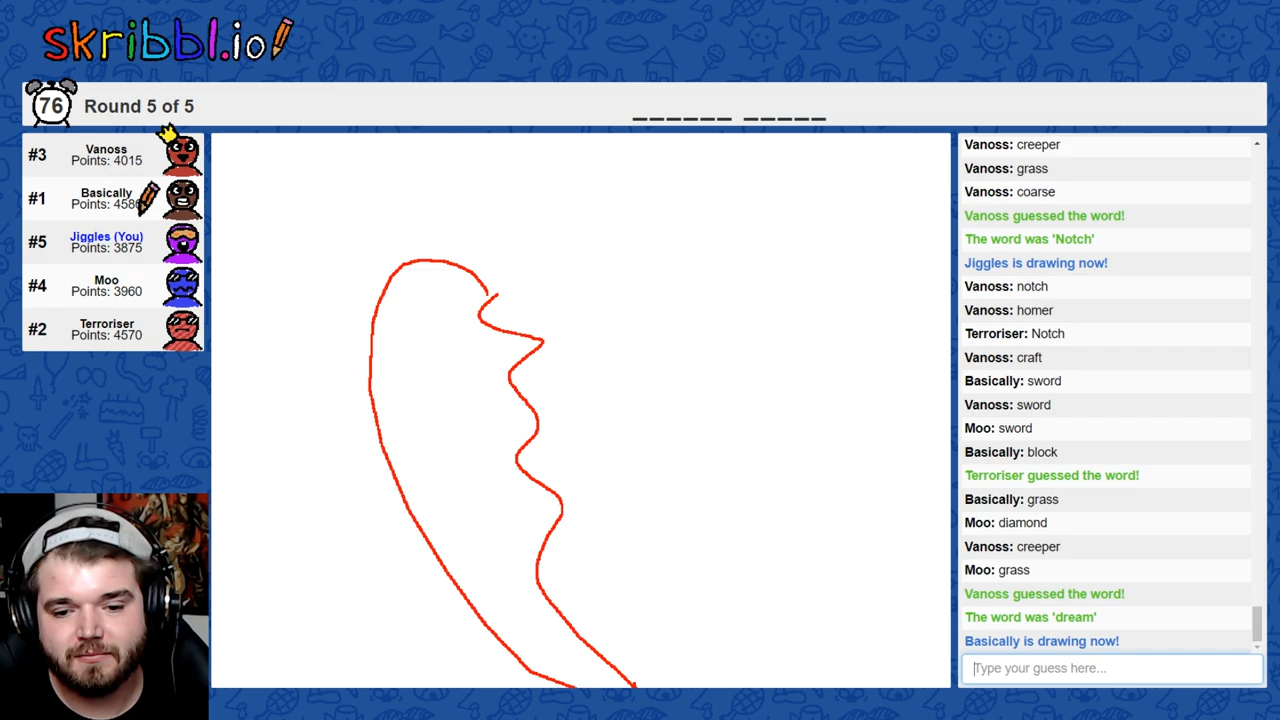 skribbl.io
76
Round 5 of 5
______ _____
#3
Vanoss
Points: 4015
#1
Basically
Points: 458
#5
Jiggles (You)
Points: 3875
#4
Moo
Points: 3960
#2
Terroriser
Points: 4570
Vanoss: creeper
Vanoss: grass
Vanoss: coarse
Vanoss guessed the word!
The word was 'Notch'
Jiggles is drawing now!
Vanoss: notch
Vanoss: homer
Terroriser: Notch
Vanoss: craft
Basically: sword
Vanoss: sword
Moo: sword
Basically: block
Terroriser guessed the word!
Basically: grass
Moo: diamond
Vanoss: creeper
Moo: grass
Vanoss guessed the word!
The word was 'dream'
Basically is drawing now!
Type your guess here...